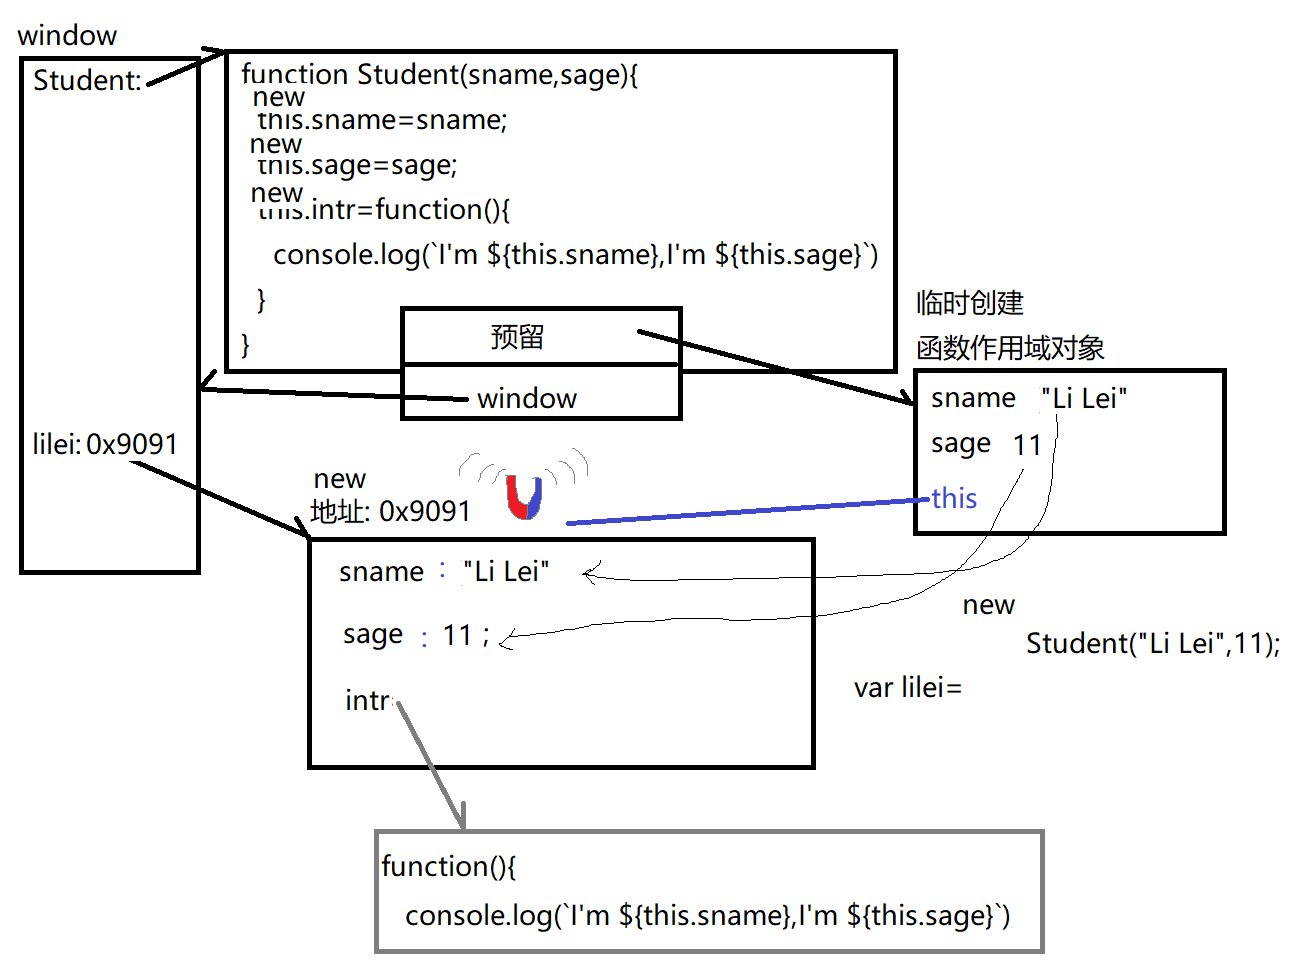 window
Student:
function Student(sname,sage){
new
this.sname=sname;
new
this.sage=sage;
new
this.intr=function(){
console.log(`I'm ${this.sname},I'm ${this.sage}`)
}
}
预留
window
临时创建
函数作用域对象
sname "Li Lei"
sage 11
this
lilei: 0x9091
new
地址: 0x9091
sname : "Li Lei"
sage : 11 ;
intr:
new
Student("Li Lei",11);
var lilei=
function(){
console.log(`I'm ${this.sname},I'm ${this.sage}`)